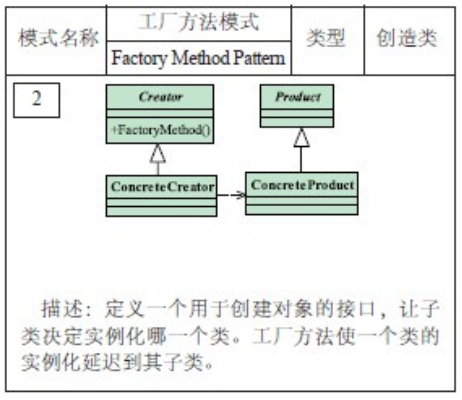 模式名称
工厂方法模式
Factory Method Pattern
类型
创造类
2
Creator
+FactoryMethod()
Product
ConcreteCreator
ConcreteProduct
描述：定义一个用于创建对象的接口，让子
类决定实例化哪一个类。工厂方法使一个类的
实例化延迟到其子类。